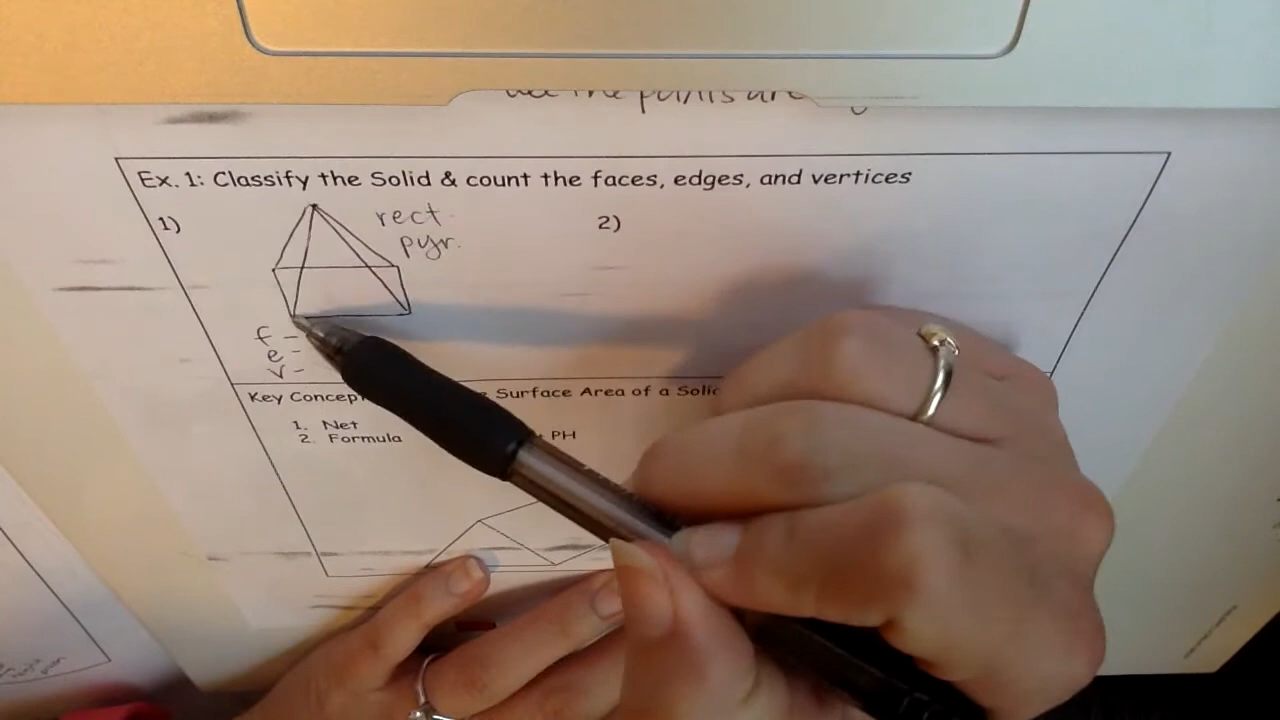 Ex. 1: Classify the Solid & count the faces, edges, and vertices
1)
rect.
pyr.
2)
f -
e -
v -
Key Concep Surface Area of a Solid
1. Net
2. Formula PH